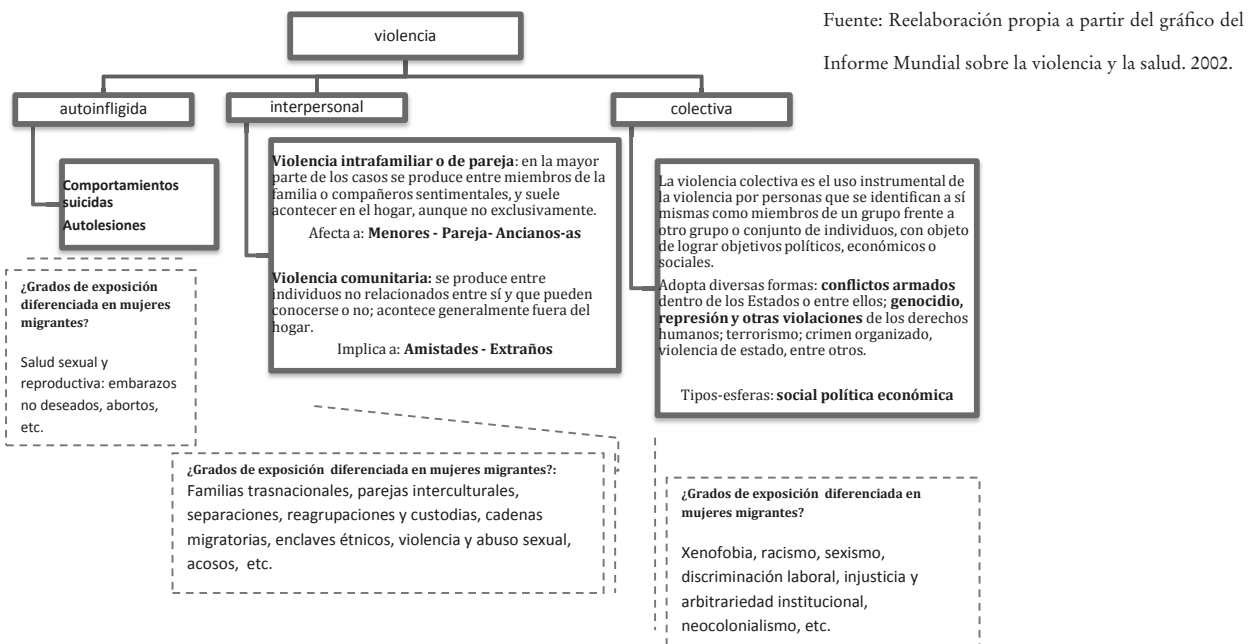 Fuente: Reelaboración propia a partir del gráfico del
Informe Mundial sobre la violencia y la salud. 2002.
violencia
autoinfligida
interpersonal
colectiva
Comportamientos
suicidas
Autolesiones
¿Grados de exposición
diferenciada en mujeres
migrantes?
Salud sexual y
reproductiva: embarazos
no deseados, abortos,
etc.
Violencia intrafamiliar o de pareja: en la mayor
parte de los casos se produce entre miembros de la
familia o compañeros sentimentales, y suele
acontecer en el hogar, aunque no exclusivamente.
Afecta a: Menores - Pareja- Ancianos-as
Violencia comunitaria: se produce entre
individuos no relacionados entre sí y que pueden
conocerse o no; acontece generalmente fuera del
hogar.
Implica a: Amistades - Extraños
¿Grados de exposición diferenciada en mujeres migrantes?:
Familias trasnacionales, parejas interculturales,
separaciones, reagrupaciones y custodias, cadenas
migratorias, enclaves étnicos, violencia y abuso sexual,
acosos, etc.
La violencia colectiva es el uso instrumental de
la violencia por personas que se identifican a sí
mismas como miembros de un grupo frente a
otro grupo o conjunto de individuos, con objeto
de lograr objetivos políticos, económicos o
sociales.
Adopta diversas formas: conflictos armados
dentro de los Estados o entre ellos; genocidio,
represión y otras violaciones de los derechos
humanos; terrorismo; crimen organizado,
violencia de estado, entre otros.
Tipos-esferas: social política económica
¿Grados de exposición diferenciada en
mujeres migrantes?
Xenofobia, racismo, sexismo,
discriminación laboral, injusticia y
arbitrariedad institucional,
neocolonialismo, etc.